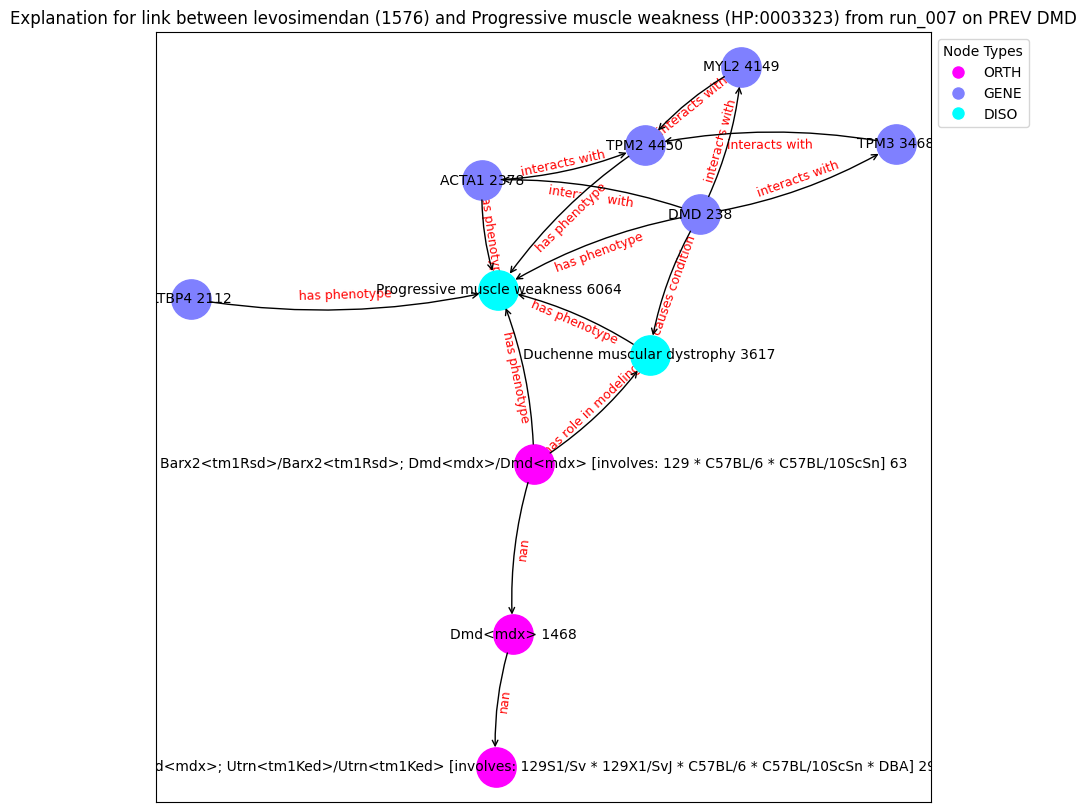 Explanation for link between levosimendan (1576) and Progressive muscle weakness (HP:0003323) from run_007 on PREV DMD
Node Types
ORTH
GENE
DISO
MYL2 4149
interacts with
TPM2 4450
interacts with
TPM3 3468
interacts with
interacts with
ACTA1 2378
interacts with
DMD 238
has phenotype
has phenotype
has phenotype
causes condition
Progressive muscle weakness 6064
TBP4 2112
has phenotype
has phenotype
Duchenne muscular dystrophy 3617
has phenotype
has role in modeling
Barx2<tm1Rsd>/Barx2<tm1Rsd>; Dmd<mdx>/Dmd<mdx> [involves: 129 * C57BL/6 * C57BL/10ScSn] 63
nan
Dmd<mdx> 1468
nan
d<mdx>; Utrn<tm1Ked>/Utrn<tm1Ked> [involves: 129S1/Sv * 129X1/SvJ * C57BL/6 * C57BL/10ScSn * DBA] 29